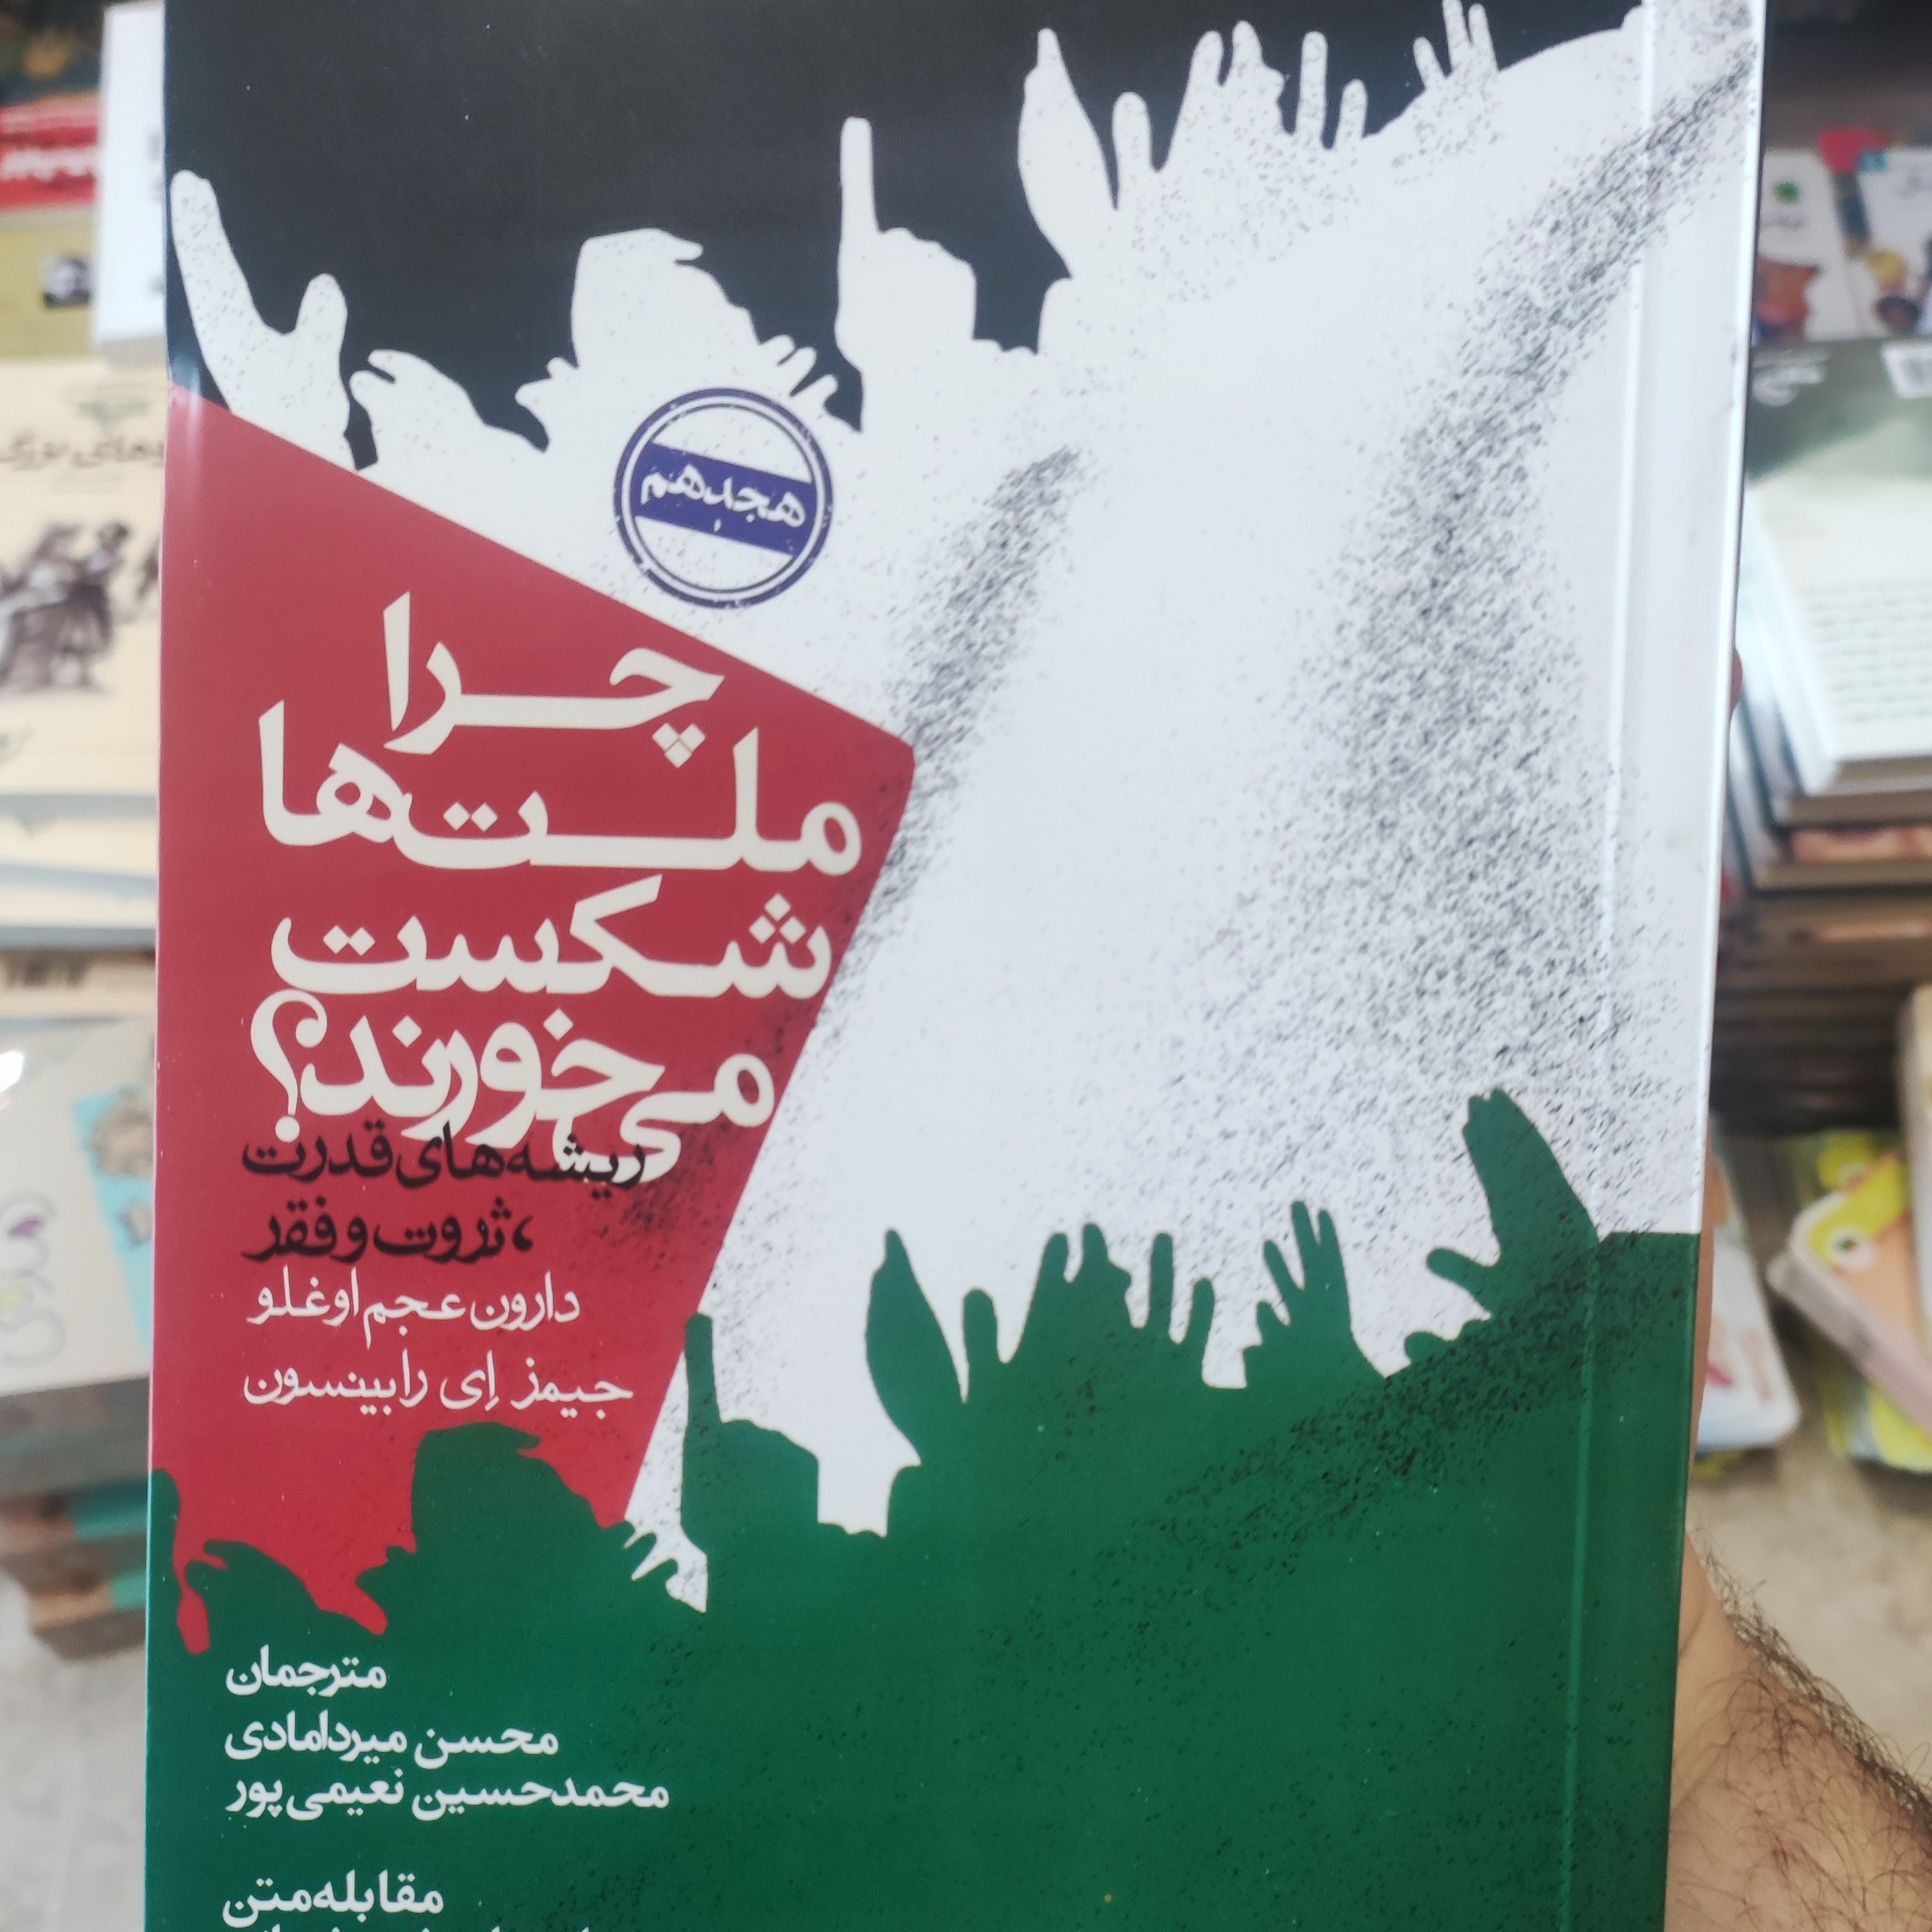 هجدهم
چرا
ملت‌ها
شکست
می‌خورند؟
ریشه‌های قدرت
، ثروت و فقر
دارون عجم اوغلو
جیمز اِی رابینسون
مترجمان
محسن میردامادی
محمدحسین نعیمی‌پور
مقابله متن